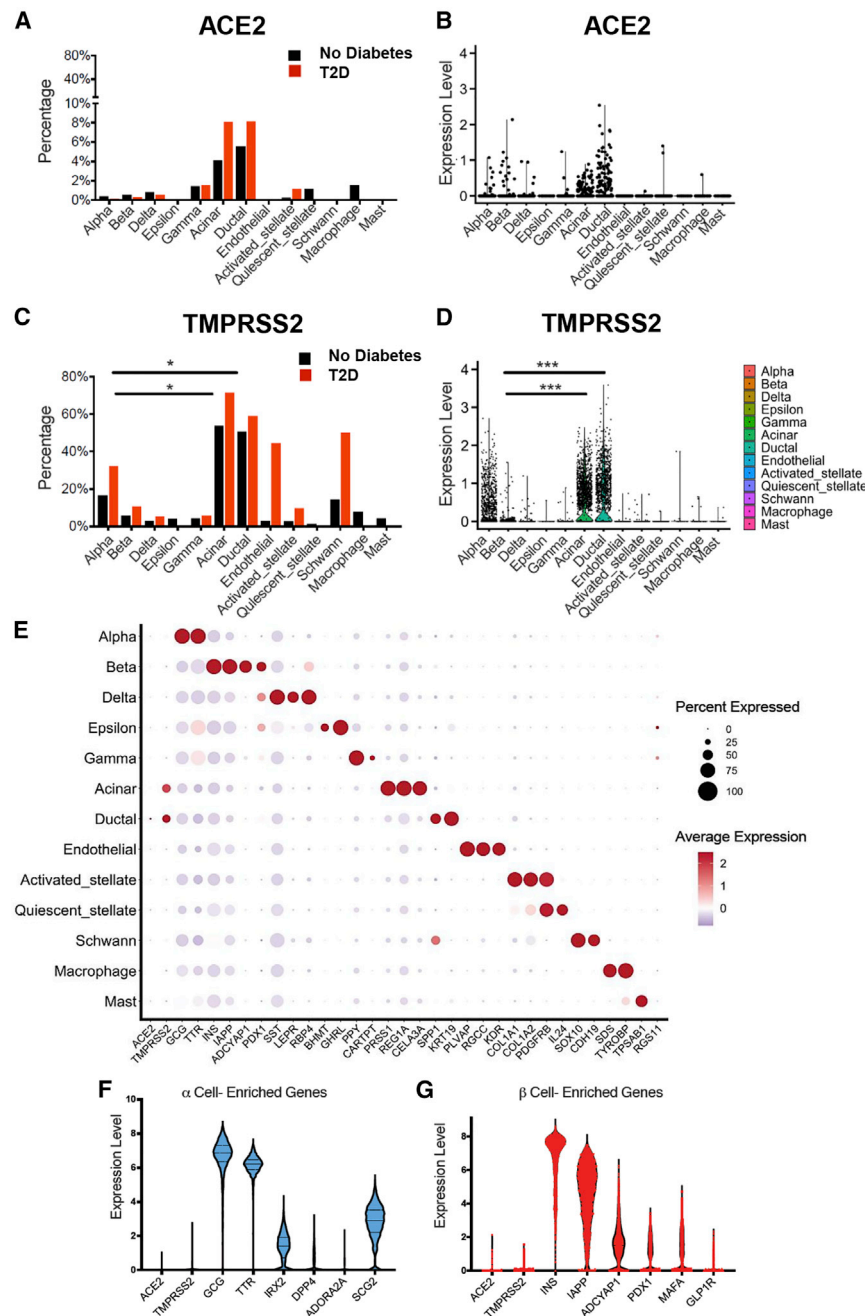 A
ACE2
No Diabetes
T2D
Percentage
80%
40%
10%
8%
6%
4%
2%
0%
Alpha
Beta
Delta
Epsilon
Gamma
Acinar
Ductal
Endothelial
Activated_stellate
Quiescent_stellate
Schwann
Macrophage
Mast
B
ACE2
Expression Level
4
3
2
1
0
Alpha
Beta
Delta
Epsilon
Gamma
Acinar
Ductal
Endothelial
Activated_stellate
Quiescent_stellate
Schwann
Macrophage
Mast
C
TMPRSS2
No Diabetes
T2D
*
*
Percentage
80%
60%
40%
20%
0%
Alpha
Beta
Delta
Epsilon
Gamma
Acinar
Ductal
Endothelial
Activated_stellate
Quiescent_stellate
Schwann
Macrophage
Mast
D
TMPRSS2
***
***
Expression Level
4
3
2
1
0
Alpha
Beta
Delta
Epsilon
Gamma
Acinar
Ductal
Endothelial
Activated_stellate
Quiescent_stellate
Schwann
Macrophage
Mast
Alpha
Beta
Delta
Epsilon
Gamma
Acinar
Ductal
Endothelial
Activated_stellate
Quiescent_stellate
Schwann
Macrophage
Mast
E
Alpha
Beta
Delta
Epsilon
Gamma
Acinar
Ductal
Endothelial
Activated_stellate
Quiescent_stellate
Schwann
Macrophage
Mast
ACE2
TMPRSS2
GCG
TTR
INS
IAPP
ADCYAP1
PDX1
SST
LEPR
RBP4
BHMT
GHRL
PPY
CARTPT
PRSS1
REG1A
CELA3A
SPP1
KRT19
PLVAP
RGCC
KDR
COL1A1
COL1A2
PDGFRB
IL24
SOX10
CDH19
SDS
TYROBP
TPSAB1
RGS11
Percent Expressed
0
25
50
75
100
Average Expression
2
1
0
F
α Cell- Enriched Genes
Expression Level
10
8
6
4
2
0
ACE2
TMPRSS2
GCG
TTR
IRX2
DPP4
ADORA2A
SCG2
G
β Cell- Enriched Genes
Expression Level
8
6
4
2
0
ACE2
TMPRSS2
INS
IAPP
ADCYAP1
PDX1
MAFA
GLP1R